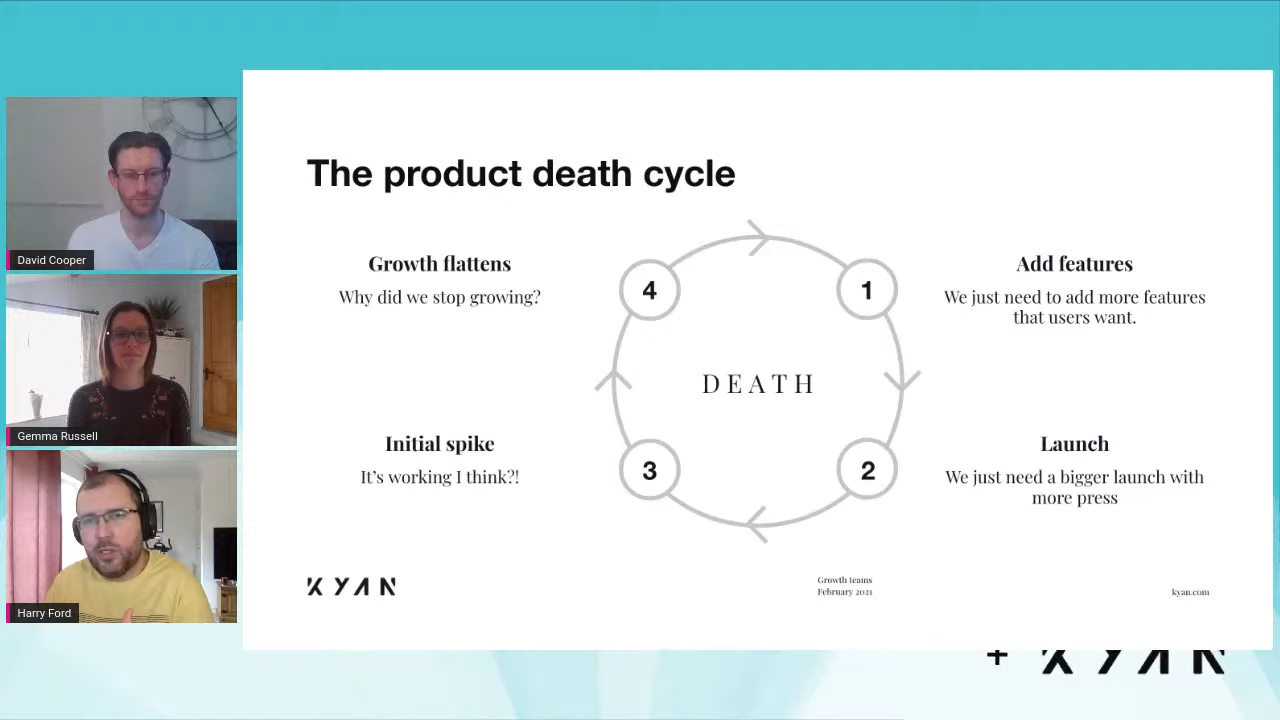 David Cooper
Gemma Russell
Harry Ford
The product death cycle
Growth flattens
Why did we stop growing?
4
1
Add features
We just need to add more features
that users want.
DEATH
Initial spike
It's working I think?!
3
2
Launch
We just need a bigger launch with
more press
KYAN
Growth teams
February 2021
kyan.com
+ KYAN